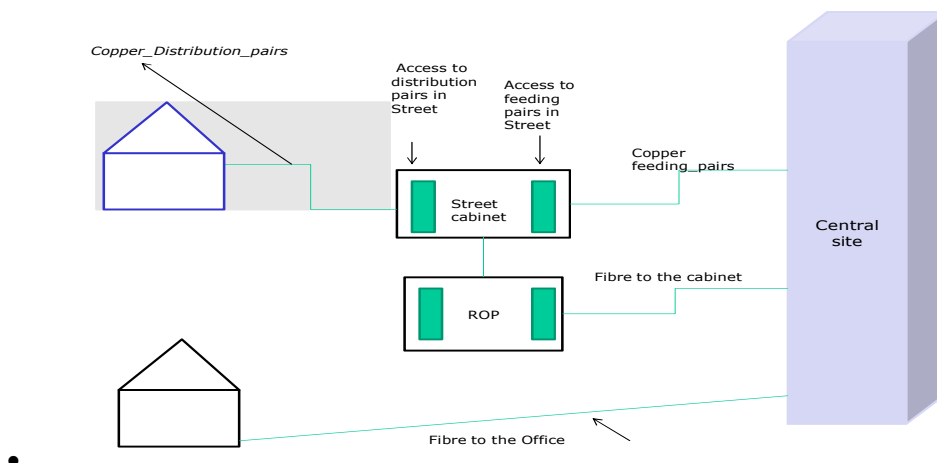 Copper_Distribution_pairs
Access to
distribution
pairs in
Street
Access to
feeding
pairs in
Street
Copper
feeding_pairs
Street
cabinet
Central
site
Fibre to the cabinet
ROP
Fibre to the Office